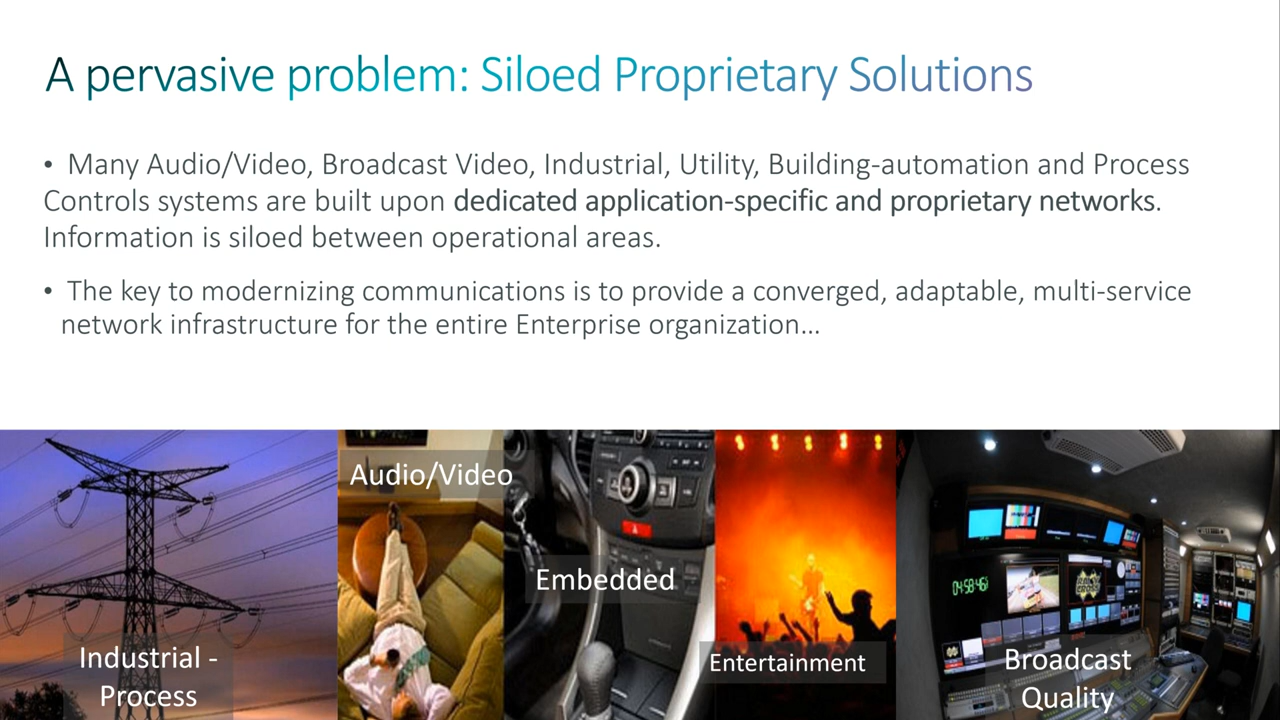 A pervasive problem: Siloed Proprietary Solutions
• Many Audio/Video, Broadcast Video, Industrial, Utility, Building-automation and Process
Controls systems are built upon dedicated application-specific and proprietary networks.
Information is siloed between operational areas.
• The key to modernizing communications is to provide a converged, adaptable, multi-service
network infrastructure for the entire Enterprise organization...
Audio/Video
Embedded
Industrial -
Process
Entertainment
Broadcast
Quality